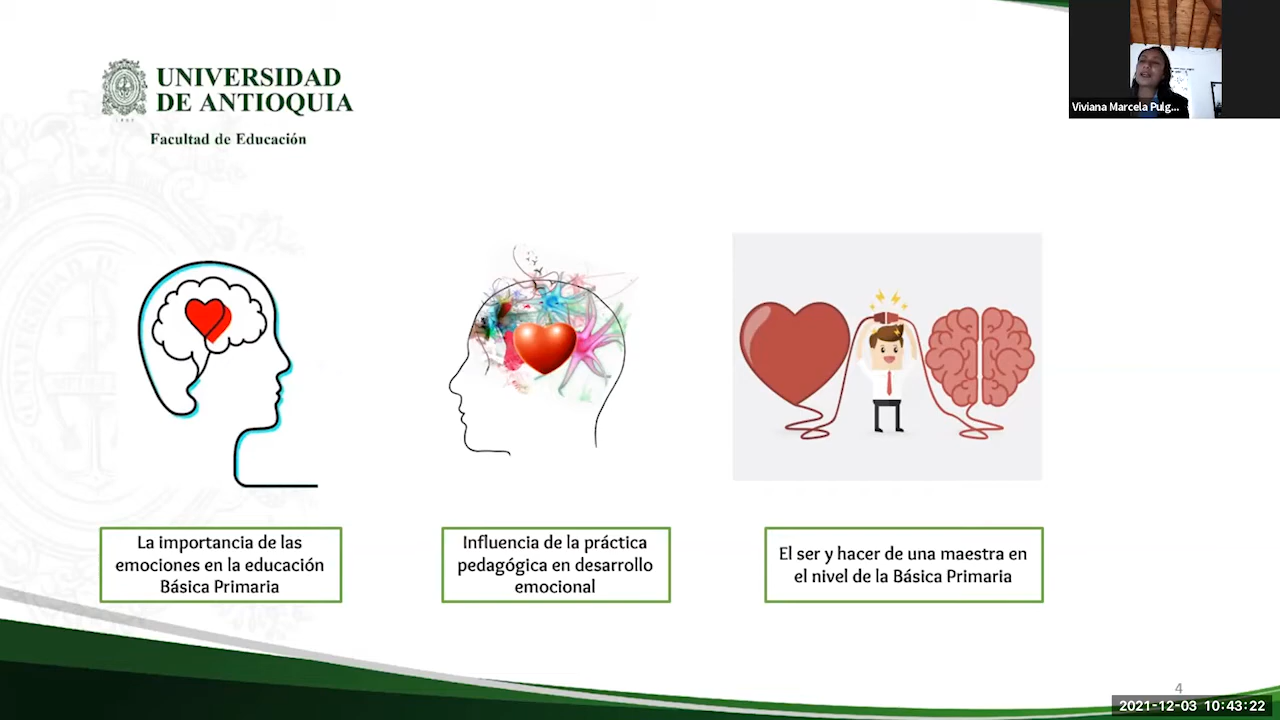 UNIVERSIDAD
DE ANTIOQUIA
Facultad de Educación
Viviana Marcela Pulg...
La importancia de las
emociones en la educación
Básica Primaria
Influencia de la práctica
pedagógica en desarrollo
emocional
El ser y hacer de una maestra en
el nivel de la Básica Primaria
4
2021-12-03 10:43:22